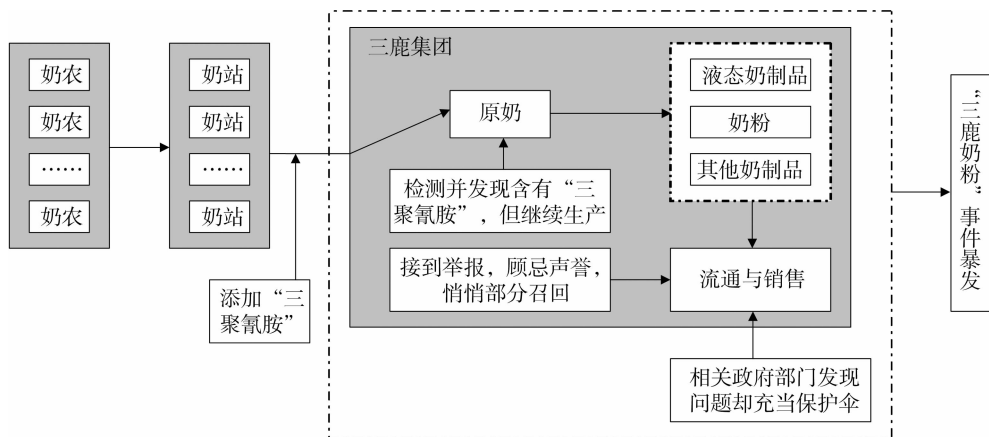 奶农
奶农
……
奶农
奶站
奶站
……
奶站
添加“三
聚氰胺”
三鹿集团
原奶
检测并发现含有“三
聚氰胺”，但继续生产
接到举报，顾忌声誉，
悄悄部分召回
液态奶制品
奶粉
其他奶制品
流通与销售
相关政府部门发现
问题却充当保护伞
“三鹿奶粉”事件暴发